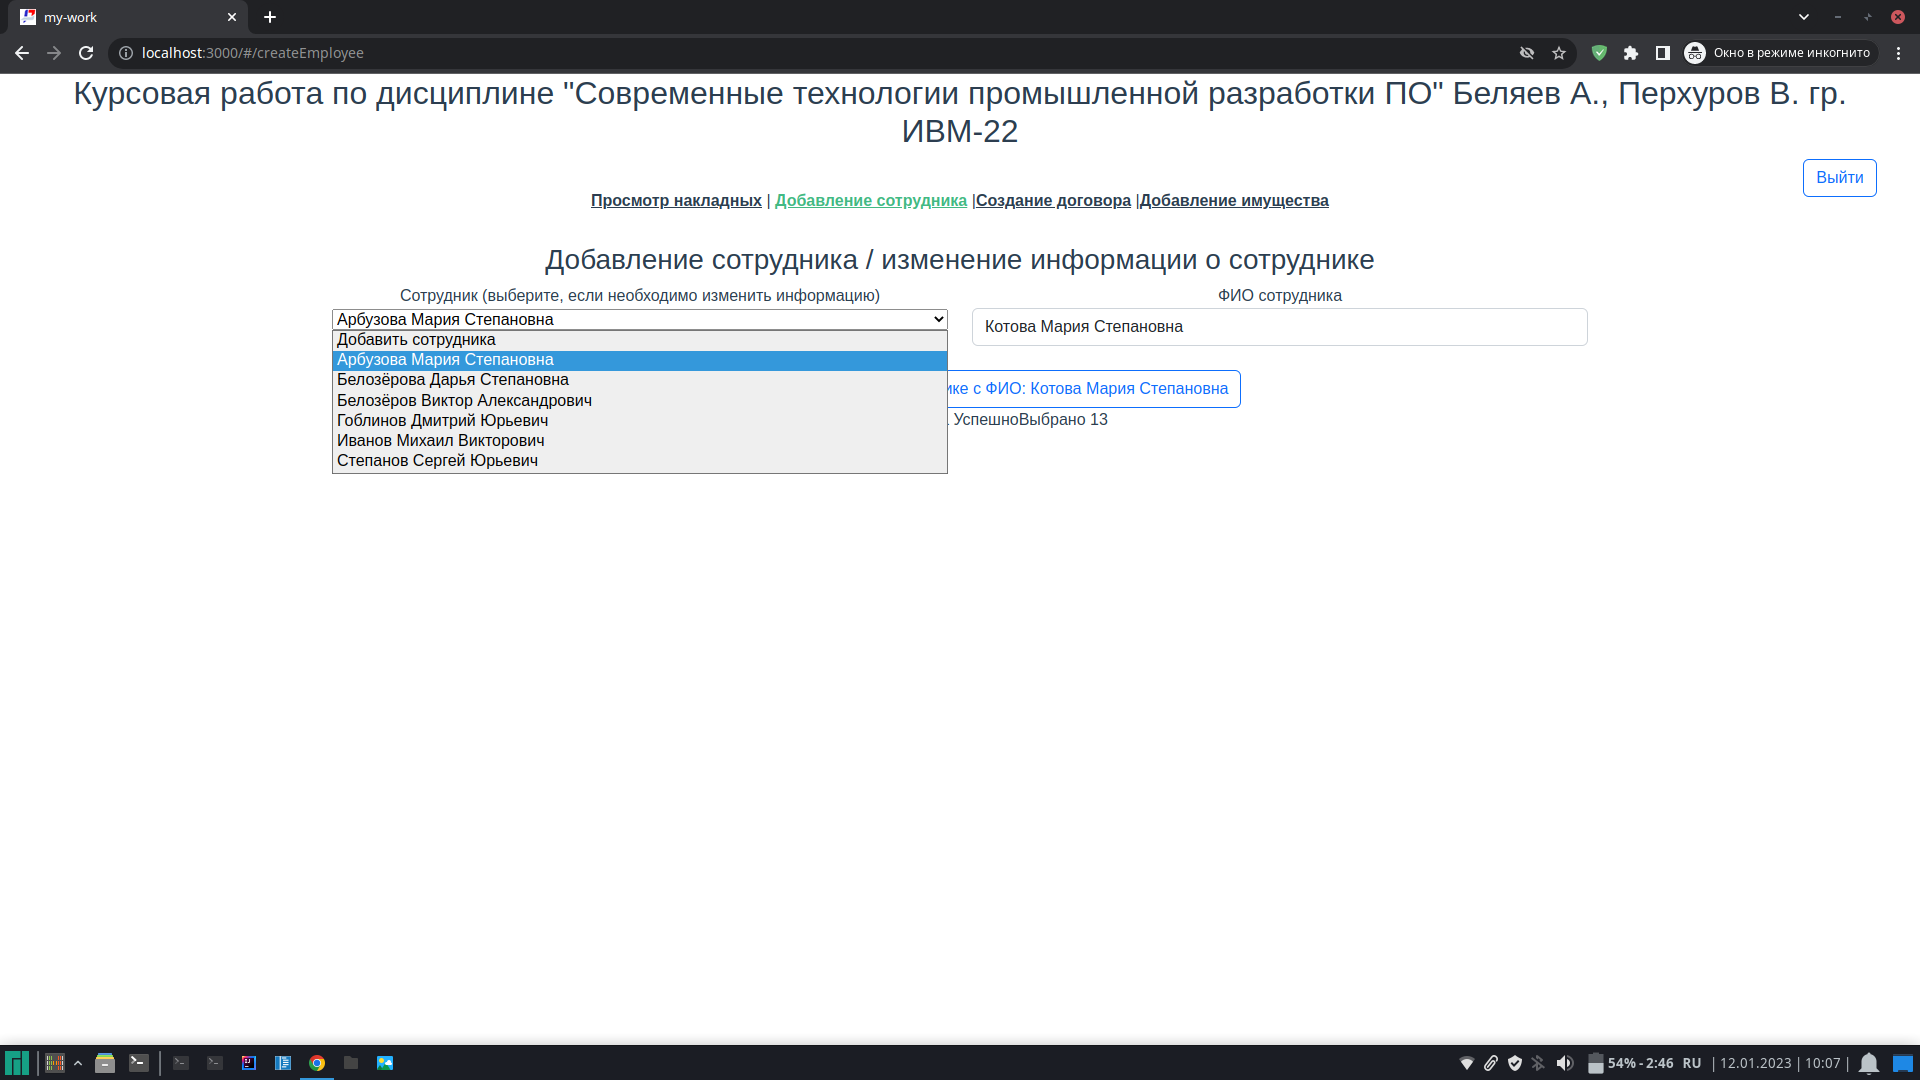 my-work
localhost:3000/#/createEmployee
Окно в режиме инкогнито
Курсовая работа по дисциплине "Современные технологии промышленной разработки ПО" Беляев А., Перхуров В. гр.
ИВМ-22
Выйти
Просмотр накладных | Добавление сотрудника |Создание договора |Добавление имущества
Добавление сотрудника / изменение информации о сотруднике
Сотрудник (выберите, если необходимо изменить информацию)
ФИО сотрудника
Арбузова Мария Степановна
Котова Мария Степановна
Добавить сотрудника
Арбузова Мария Степановна
Белозёрова Дарья Степановна
Белозёров Виктор Александрович
Гоблинов Дмитрий Юрьевич
Иванов Михаил Викторович
Степанов Сергей Юрьевич
с ФИО: Котова Мария Степановна
УспешноВыбрано 13
54% - 2:46 RU | 12.01.2023 | 10:07 |